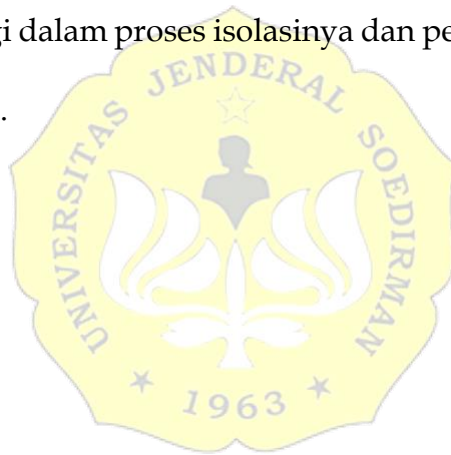 gi dalam proses isolasinya dan pe
.
UNIVERSITAS JENDERAL SOEDIRMAN
1963